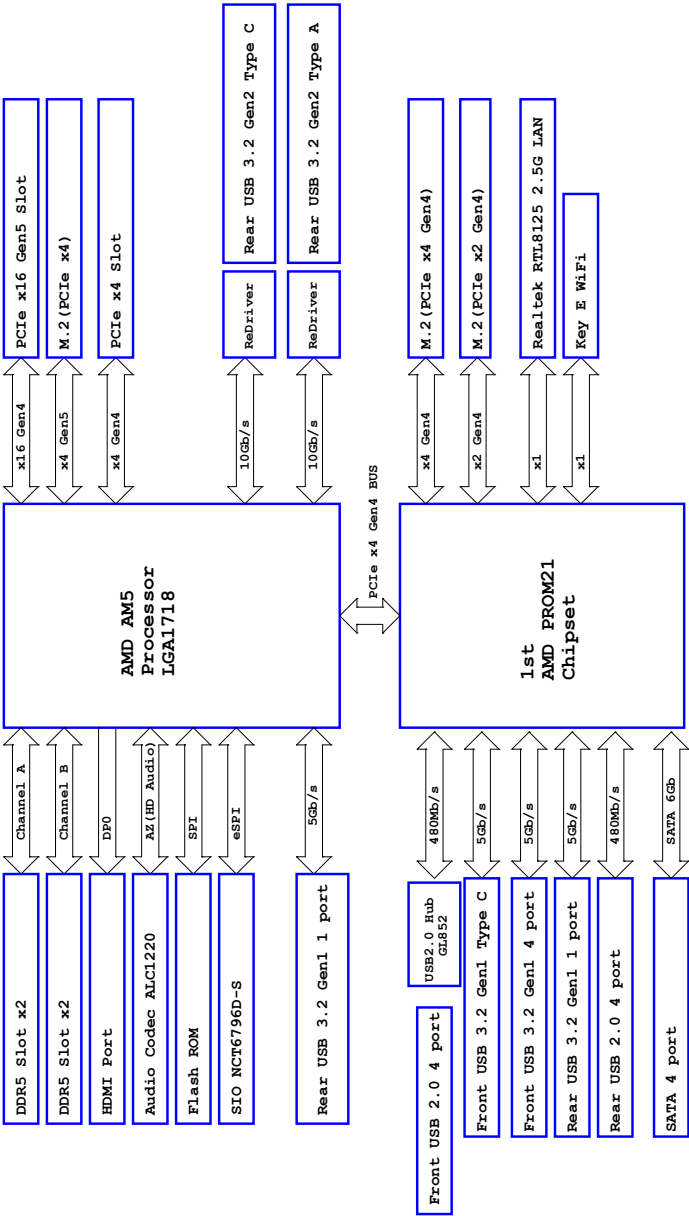 PCIe x16 Gen5 Slot
M.2(PCIe x4)
PCIe x4 Slot
Rear USB 3.2 Gen2 Type C
Rear USB 3.2 Gen2 Type A
ReDriver
ReDriver
M.2(PCIe x4 Gen4)
M.2(PCIe x2 Gen4)
Realtek RTL8125 2.5G LAN
Key E WiFi
x16 Gen4
x4 Gen5
x4 Gen4
10Gb/s
10Gb/s
x4 Gen4
x2 Gen4
x1
x1
AMD AM5
Processor
LGA1718
PCIe x4 Gen4 BUS
1st
AMD PROM21
Chipset
Channel A
Channel B
DP0
AZ(HD Audio)
SPI
eSPI
5Gb/s
480Mb/s
5Gb/s
5Gb/s
5Gb/s
480Mb/s
SATA 6Gb
DDR5 Slot x2
DDR5 Slot x2
HDMI Port
Audio Codec ALC1220
Flash ROM
SIO NCT6796D-S
Rear USB 3.2 Gen1 1 port
USB2.0 Hub
GL852
Front USB 2.0 4 port
Front USB 3.2 Gen1 Type C
Front USB 3.2 Gen1 4 port
Rear USB 3.2 Gen1 1 port
Rear USB 2.0 4 port
SATA 4 port